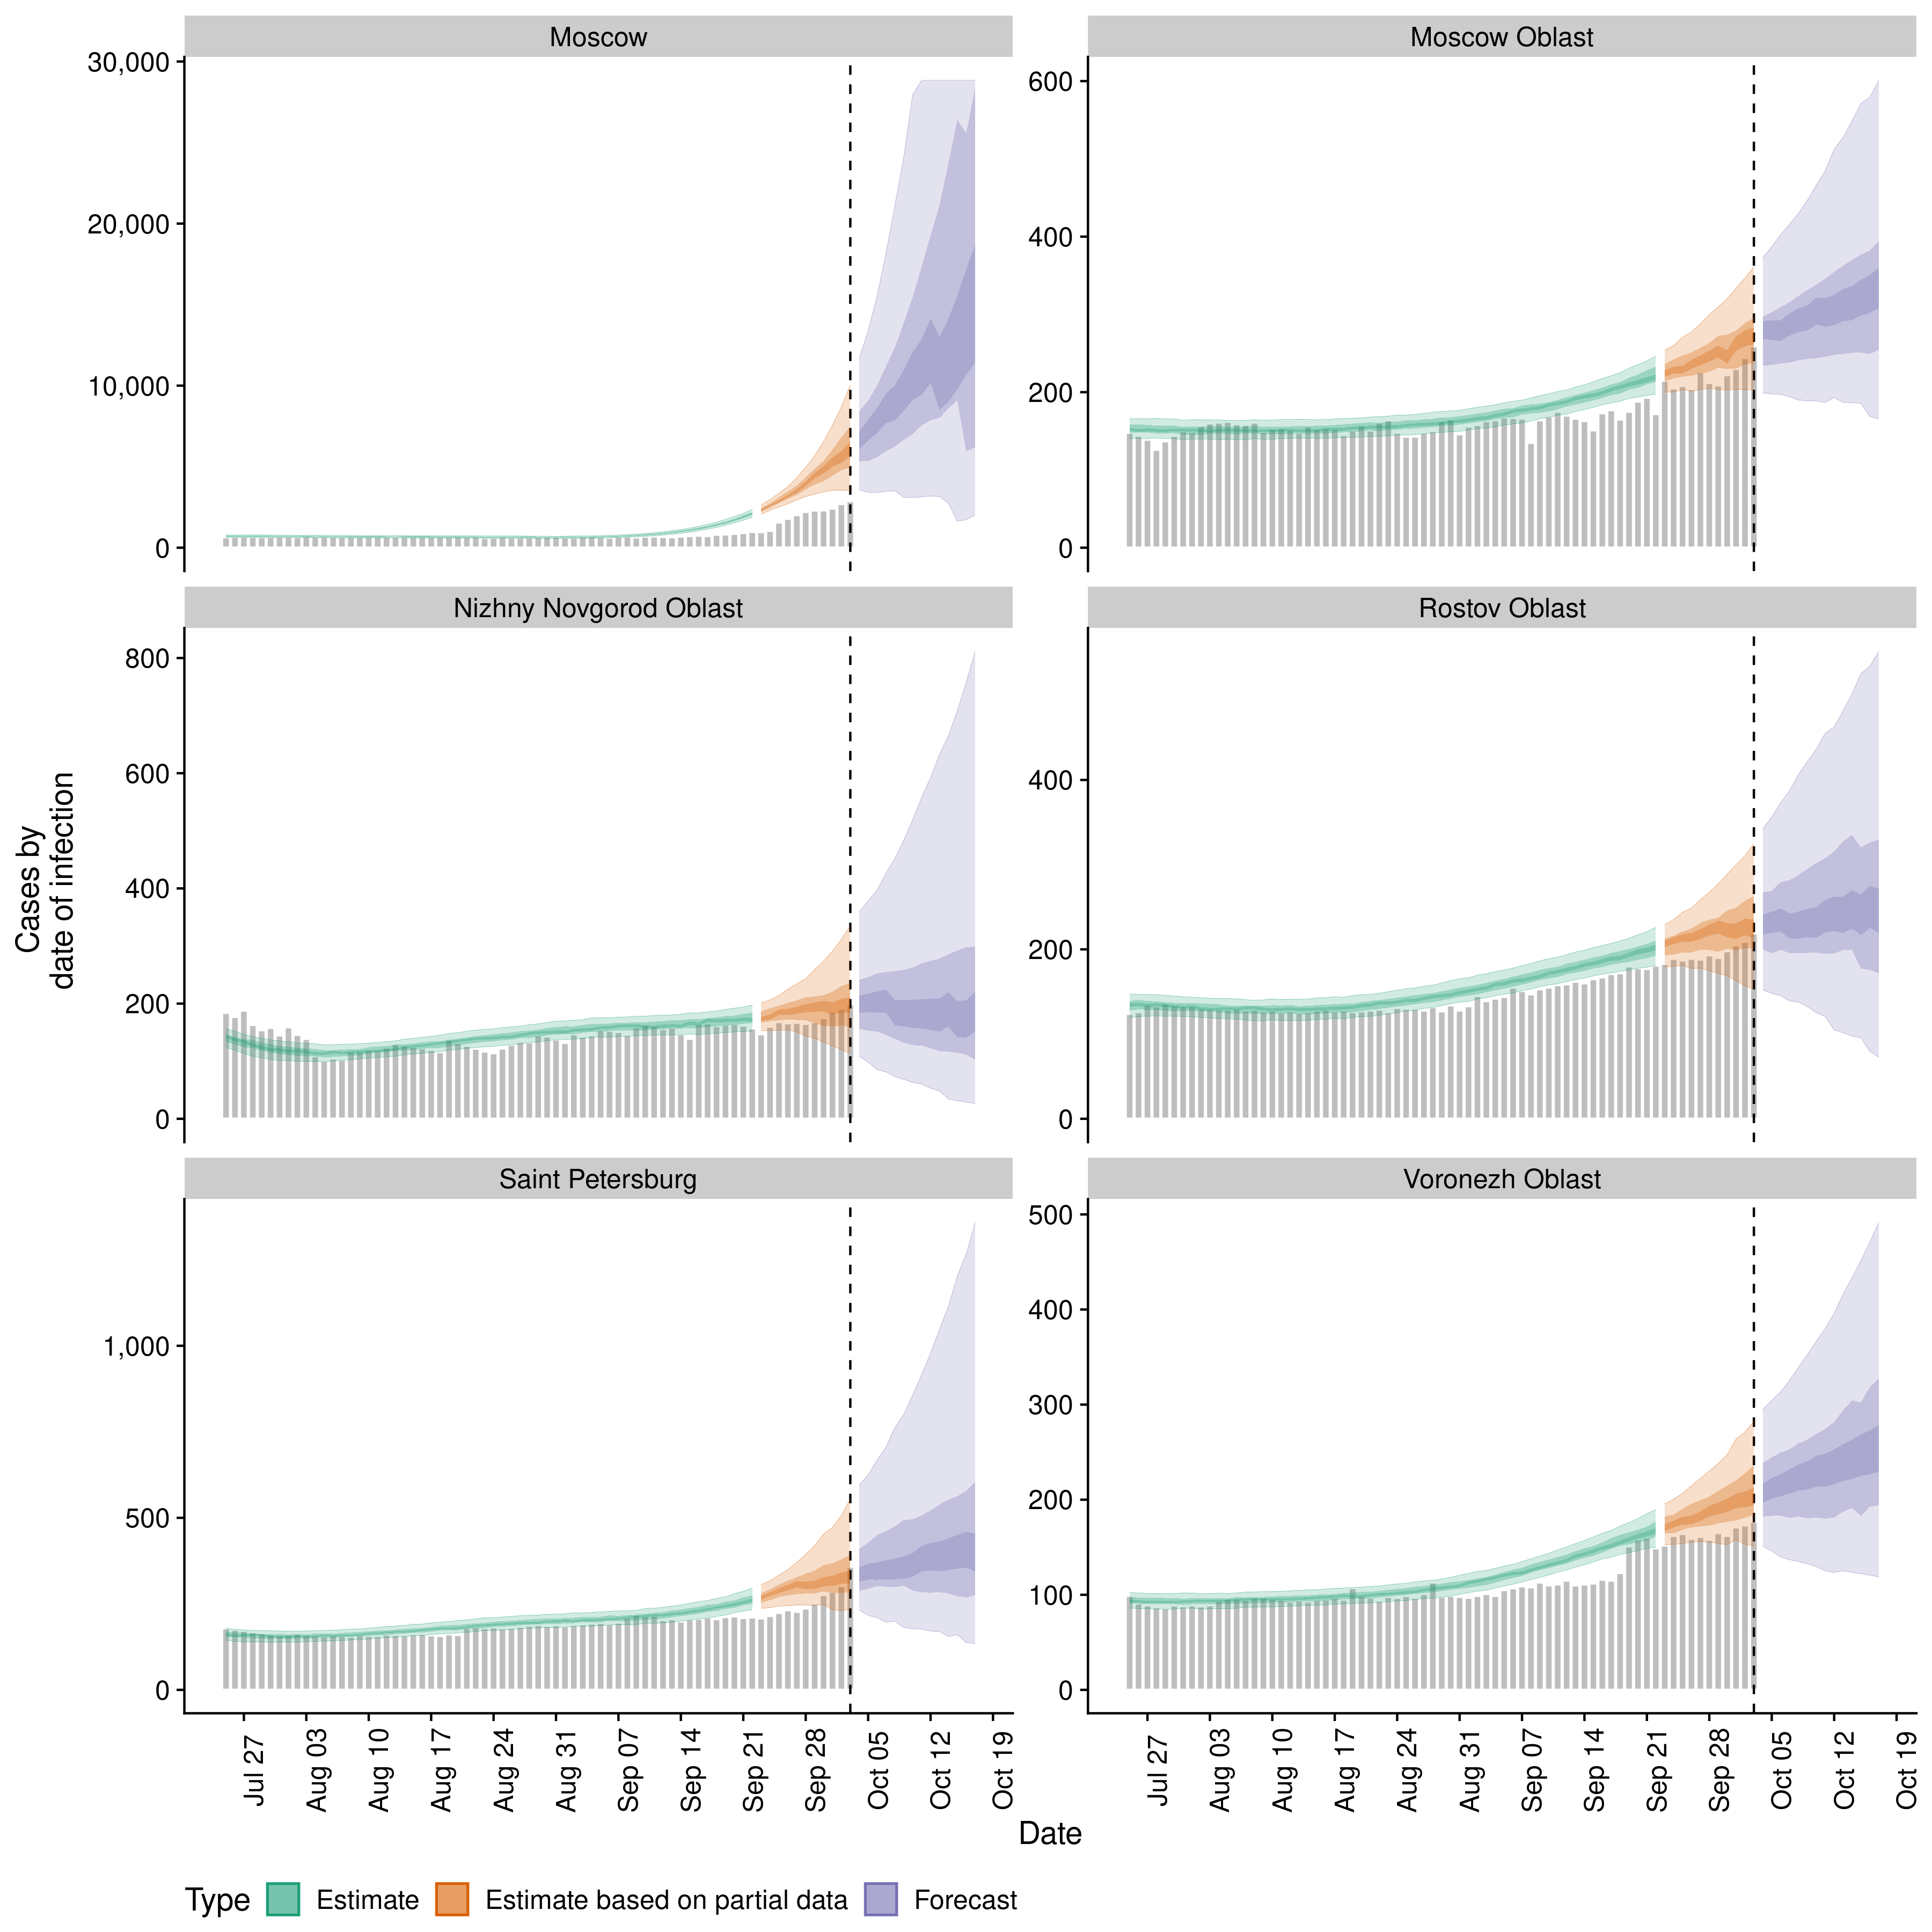 Moscow
Moscow Oblast
30,000
20,000
10,000
0
600
400
200
0
Nizhny Novgorod Oblast
Rostov Oblast
800
600
400
200
0
400
200
0
Saint Petersburg
Voronezh Oblast
1,000
500
0
500
400
300
200
100
0
Cases by
date of infection
Jul 27
Aug 03
Aug 10
Aug 17
Aug 24
Aug 31
Sep 07
Sep 14
Sep 21
Sep 28
Oct 05
Oct 12
Oct 19
Jul 27
Aug 03
Aug 10
Aug 17
Aug 24
Aug 31
Sep 07
Sep 14
Sep 21
Sep 28
Oct 05
Oct 12
Oct 19
Date
Type Estimate Estimate based on partial data Forecast